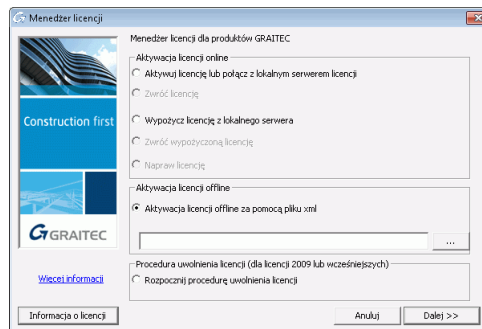 Menedżer licencji
Menedżer licencji dla produktów GRAITEC
Aktywacja licencji online
Aktywuj licencję lub połącz z lokalnym serwerem licencji
Zwróć licencję
Wypożycz licencję z lokalnego serwera
Zwróć wypożyczoną licencję
Napraw licencję
Construction first
GRAITEC
Aktywacja licencji offline
Aktywacja licencji offline za pomocą pliku xml
...
Więcej informacji
Procedura uwolnienia licencji (dla licencji 2009 lub wcześniejszych)
Rozpocznij procedurę uwolnienia licencji
Informacja o licencji
Anuluj
Dalej >>